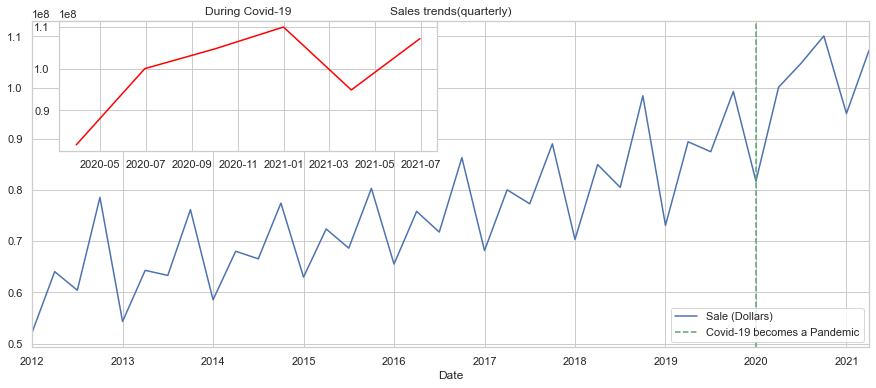 During Covid-19
Sales trends(quarterly)
1e8
1e8
1.1
1.0
0.9
2020-05 2020-07 2020-09 2020-11 2021-01 2021-03 2021-05 2021-07
1.1
1.0
0.9
0.8
0.7
0.6
0.5
Sale (Dollars)
Covid-19 becomes a Pandemic
2012 2013 2014 2015 2016 2017 2018 2019 2020 2021
Date